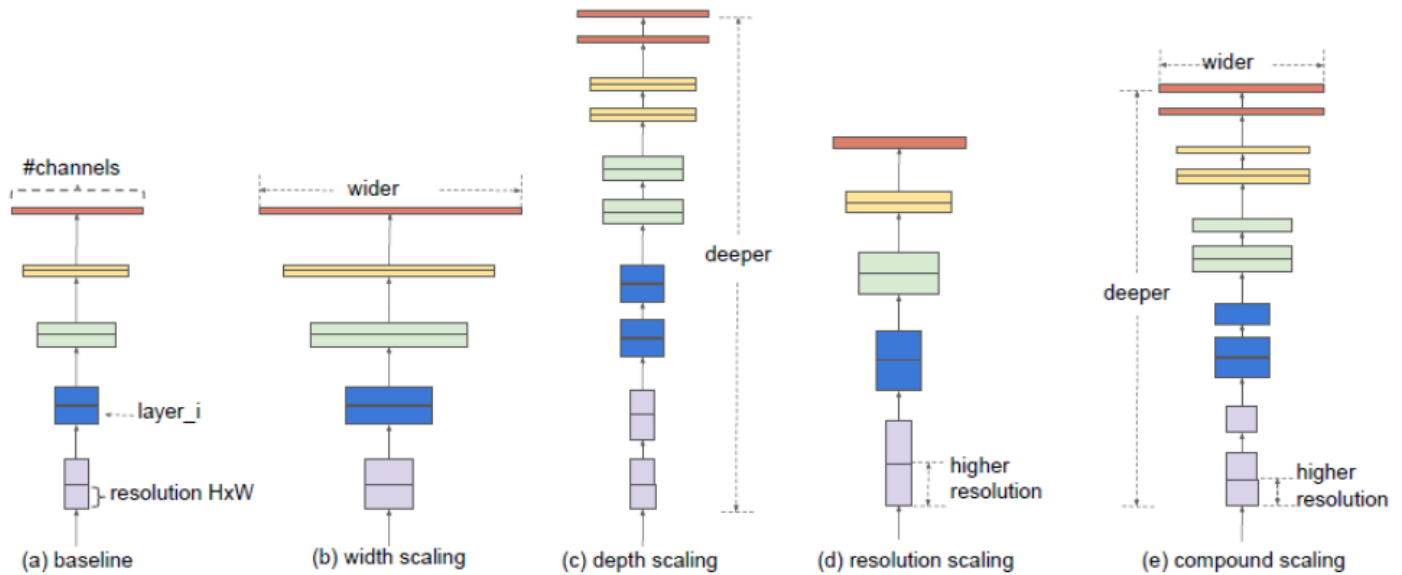 #channels
layer_i
resolution HxW
(a) baseline
wider
(b) width scaling
deeper
(c) depth scaling
higher
resolution
(d) resolution scaling
wider
deeper
higher
resolution
(e) compound scaling